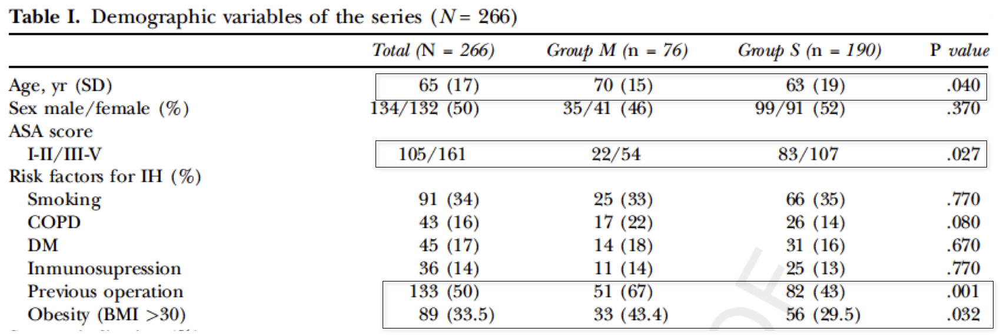 Table I. Demographic variables of the series (N = 266)
Total (N = 266) Group M (n = 76) Group S (n = 190) P value
Age, yr (SD) 65 (17) 70 (15) 63 (19) .040
Sex male/female (%) 134/132 (50) 35/41 (46) 99/91 (52) .370
ASA score
I-II/III-V 105/161 22/54 83/107 .027
Risk factors for IH (%)
Smoking 91 (34) 25 (33) 66 (35) .770
COPD 43 (16) 17 (22) 26 (14) .080
DM 45 (17) 14 (18) 31 (16) .670
Inmunosupression 36 (14) 11 (14) 25 (13) .770
Previous operation 133 (50) 51 (67) 82 (43) .001
Obesity (BMI >30) 89 (33.5) 33 (43.4) 56 (29.5) .032